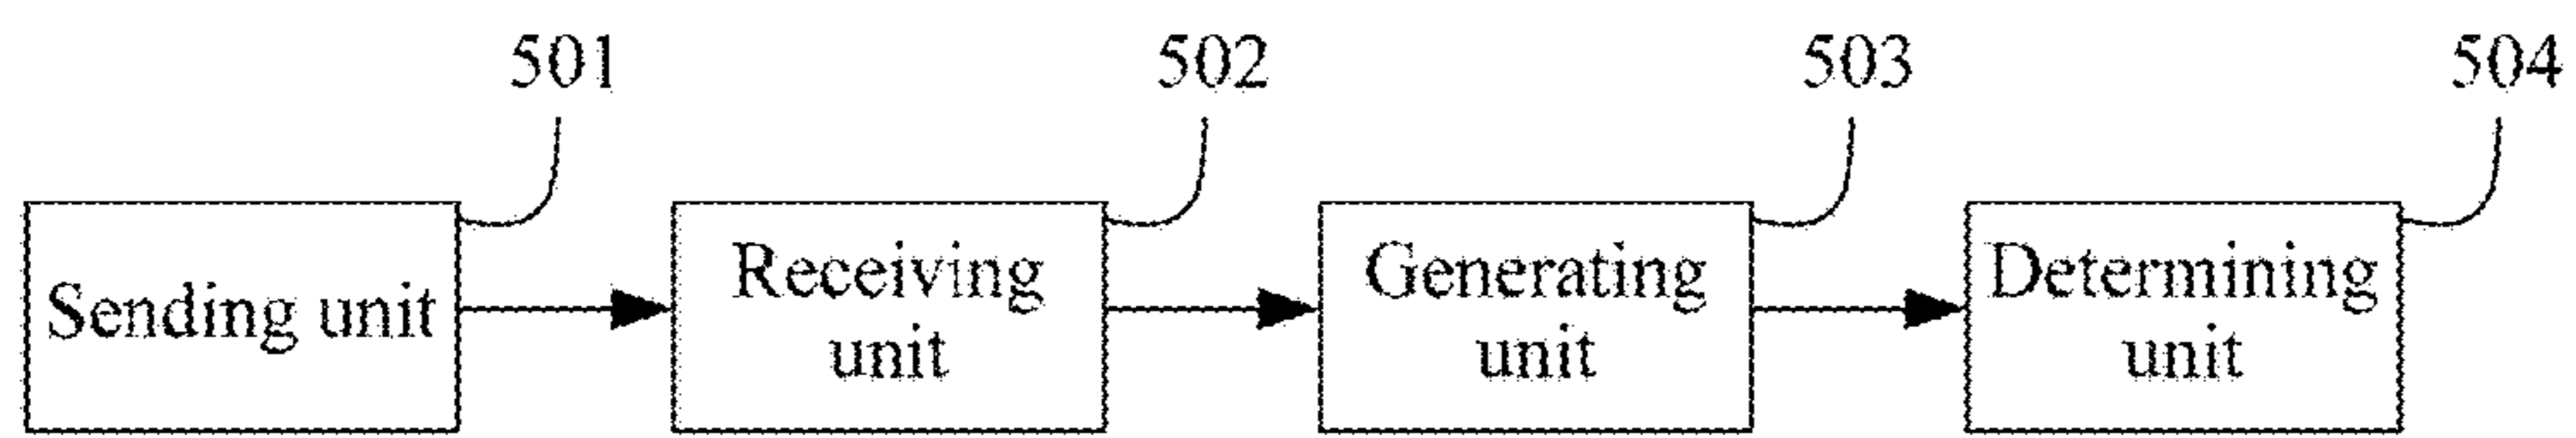 501
502
503
504
Sending unit
Receiving
unit
Generating
unit
Determining
unit